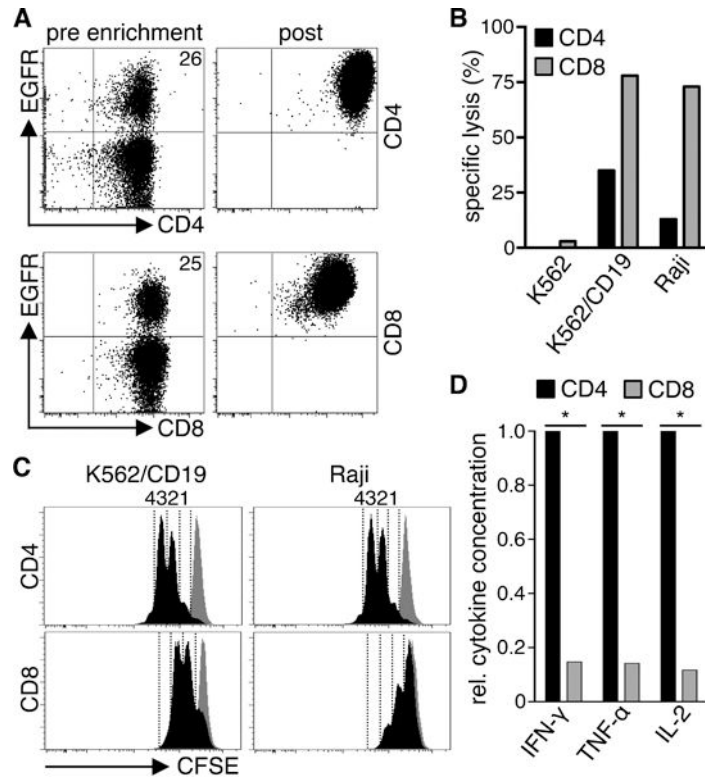 A
pre enrichment
post
EGFR
26
CD4
CD4
EGFR
25
CD8
CD8
B
CD4
CD8
specific lysis (%)
100
75
50
25
0
K562
K562/CD19
Raji
C
K562/CD19
Raji
4321
4321
CD4
CD8
CFSE
D
CD4
CD8
* * *
rel. cytokine concentration
1.0
0.8
0.6
0.4
0.2
0
IFN-γ
TNF-α
IL-2